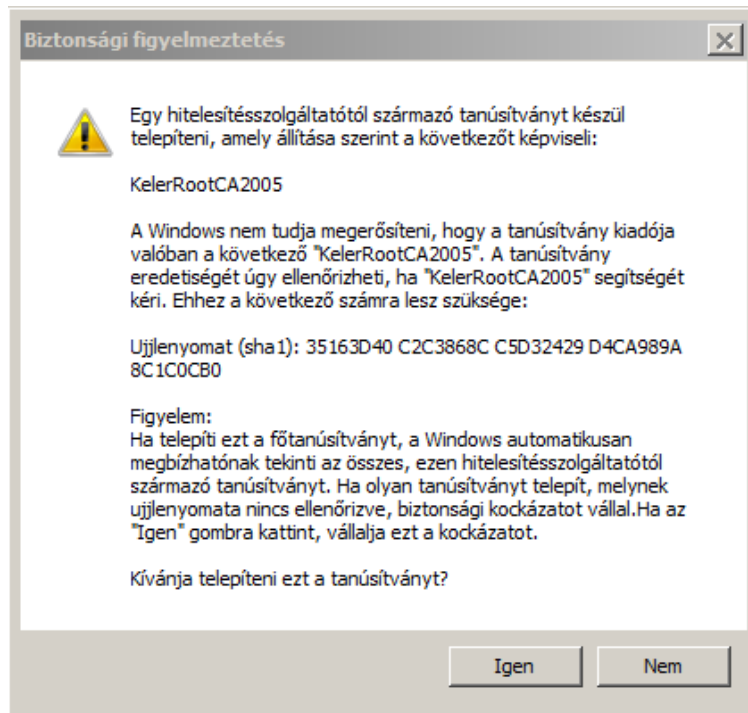 Biztonsági figyelmeztetés
Egy hitelesítésszolgáltatótól származó tanúsítványt készül
telepíteni, amely állítása szerint a következőt képviseli:
KelerRootCA2005
A Windows nem tudja megerősíteni, hogy a tanúsítvány kiadója
valóban a következő "KelerRootCA2005". A tanúsítvány
eredetiségét úgy ellenőrizheti, ha "KelerRootCA2005" segítségét
kéri. Ehhez a következő számra lesz szüksége:
Ujjlenyomat (sha1): 35163D40 C2C3868C C5D32429 D4CA989A
8C1C0CB0
Figyelem:
Ha telepíti ezt a főtanúsítványt, a Windows automatikusan
megbízhatónak tekinti az összes, ezen hitelesítésszolgáltatótól
származó tanúsítványt. Ha olyan tanúsítványt telepít, melynek
ujjlenyomata nincs ellenőrizve, biztonsági kockázatot vállal.Ha az
"Igen" gombra kattint, vállalja ezt a kockázatot.
Kívánja telepíteni ezt a tanúsítványt?
Igen
Nem